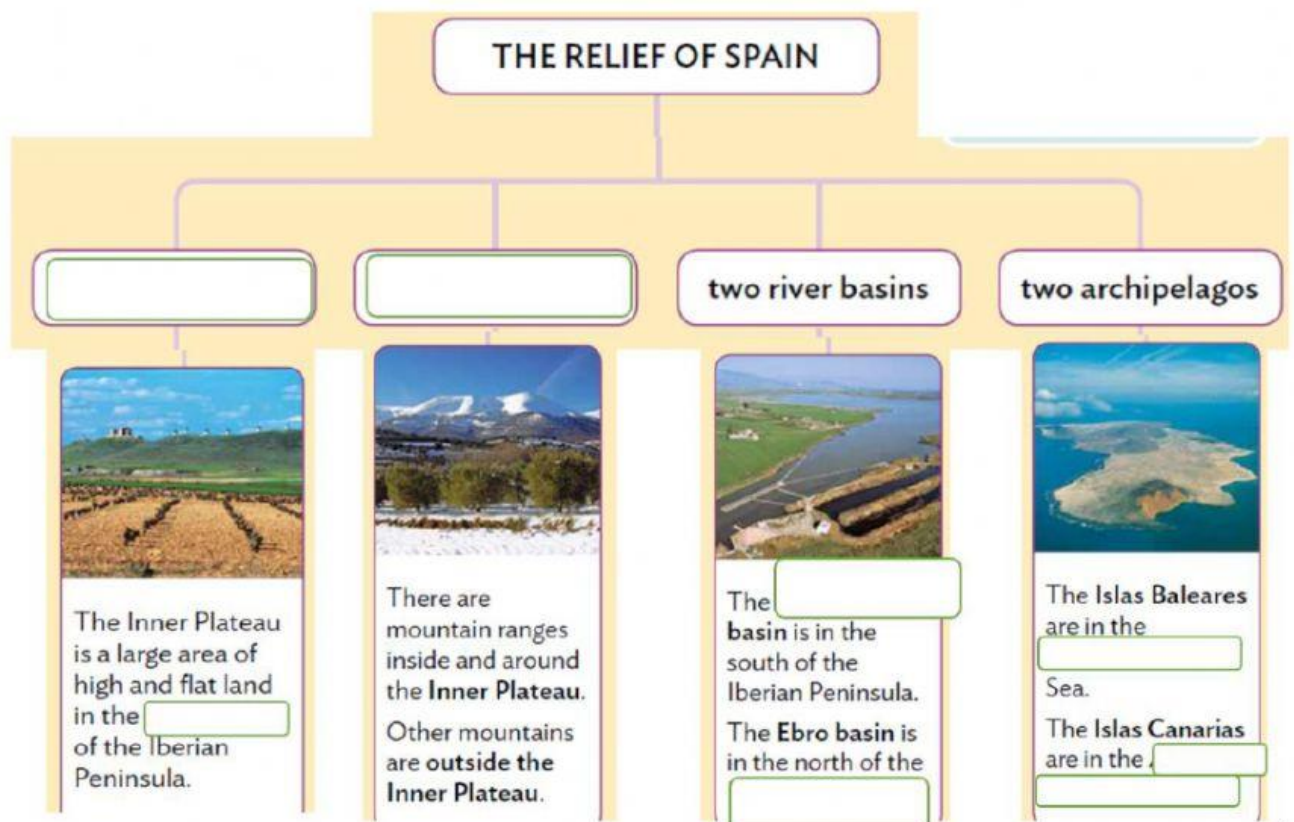 THE RELIEF OF SPAIN
two river basins
two archipelagos
The Inner Plateau
is a large area of
high and flat land
in the
of the Iberian
Peninsula.
There are
mountain ranges
inside and around
the Inner Plateau.
Other mountains
are outside the
Inner Plateau.
The
basin is in the
south of the
Iberian Peninsula.
The Ebro basin is
in the north of the
The Islas Baleares
are in the
Sea.
The Islas Canarias
are in the